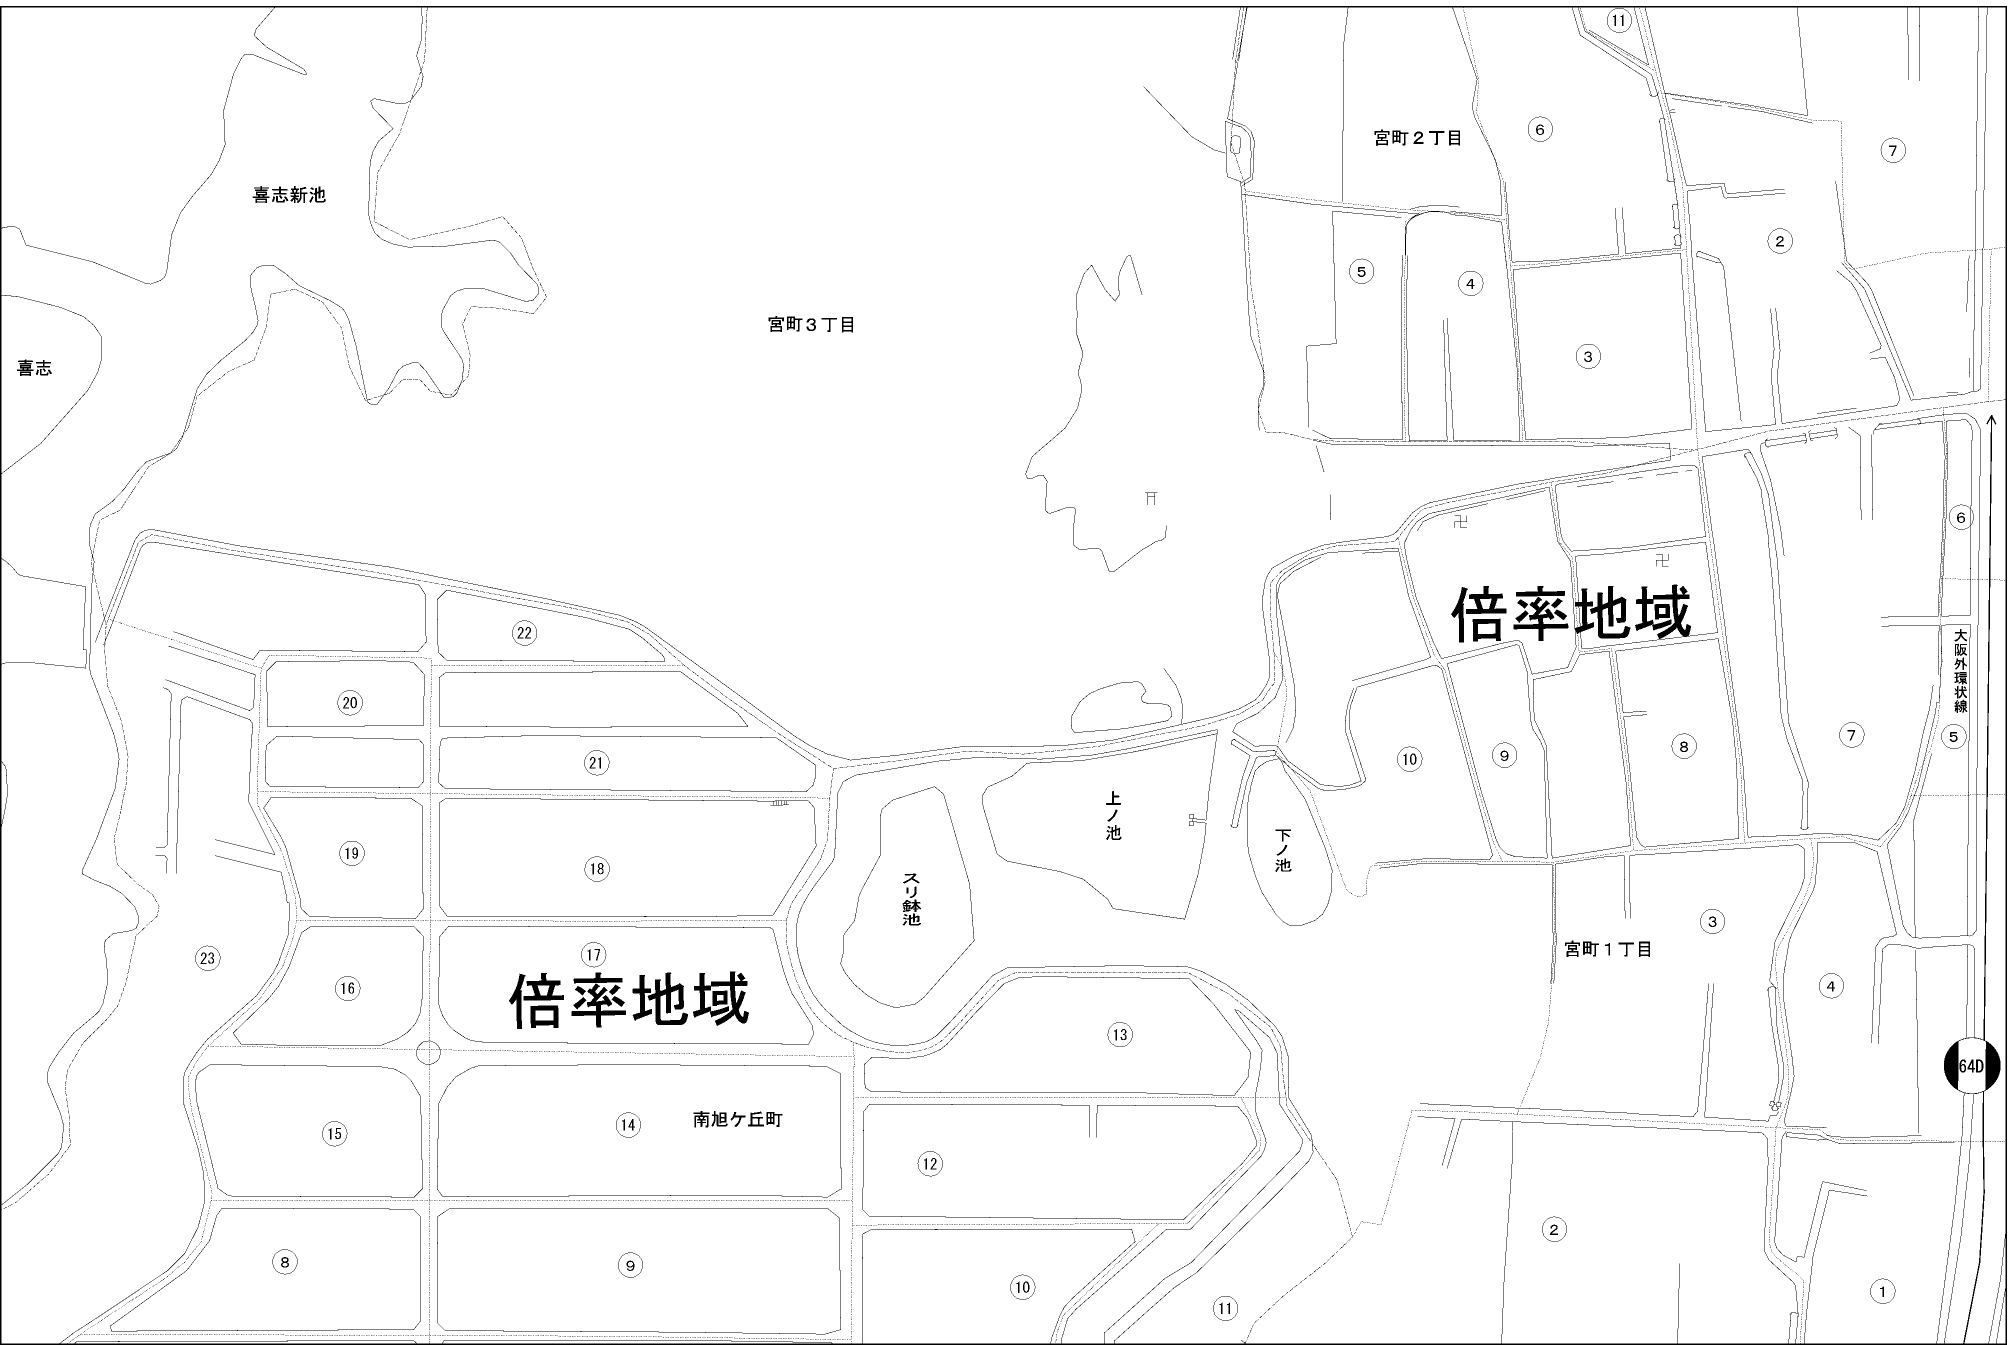 ⑪
宮町２丁目
⑥
⑦
喜志新池
②
⑤
④
宮町３丁目
③
喜志
⑥
倍率地域
㉒
大阪外環状線
⑳
⑤
⑦
⑧
⑨
⑩
㉑
上ノ池
下ノ池
⑲
⑱
スリ鉢池
③
宮町１丁目
⑰
㉓
⑯
倍率地域
④
⑬
64D
南旭ケ丘町
⑭
⑮
⑫
②
⑧
⑨
⑩
⑪
①